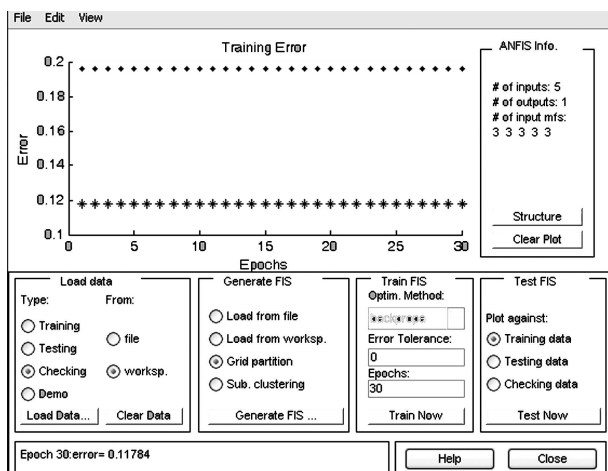 File Edit View
Training Error
0.2
0.18
0.16
0.14
0.12
0.1
Error
0 5 10 15 20 25 30
Epochs
ANFIS Info.
# of inputs: 5
# of outputs: 1
# of input mfs:
3 3 3 3 3
Structure
Clear Plot
Load data
Type: From:
Training
Testing
Checking
Demo
file
worksp.
Load Data... Clear Data
Generate FIS
Load from file
Load from worksp.
Grid partition
Sub. clustering
Generate FIS ...
Train FIS
Optim. Method:
Error Tolerance:
0
Epochs:
30
Train Now
Test FIS
Plot against:
Training data
Testing data
Checking data
Test Now
Epoch 30:error= 0.11784
Help Close